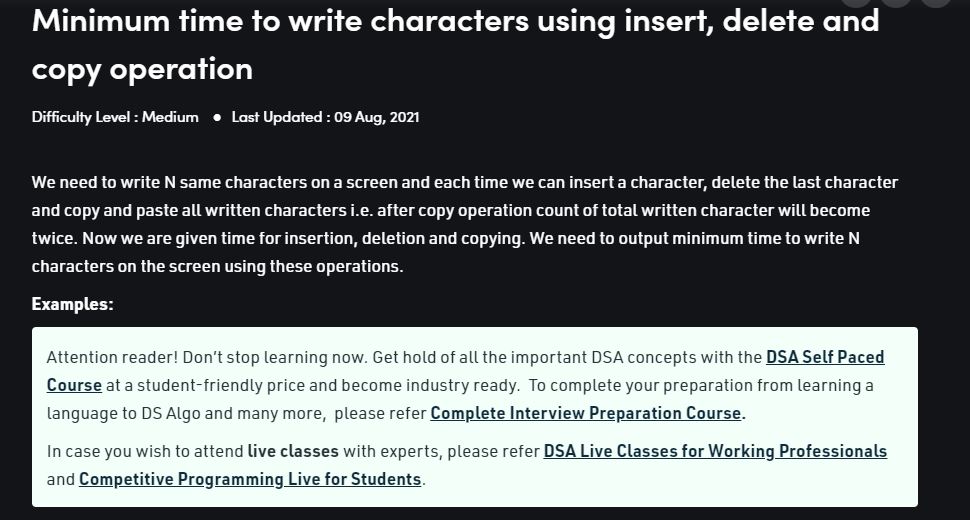 Minimum time to write characters using insert, delete and
copy operation
Difficulty Level : Medium ● Last Updated : 09 Aug, 2021
We need to write N same characters on a screen and each time we can insert a character, delete the last character
and copy and paste all written characters i.e. after copy operation count of total written character will become
twice. Now we are given time for insertion, deletion and copying. We need to output minimum time to write N
characters on the screen using these operations.
Examples:
Attention reader! Don’t stop learning now. Get hold of all the important DSA concepts with the DSA Self Paced
Course at a student-friendly price and become industry ready.  To complete your preparation from learning a
language to DS Algo and many more,  please refer Complete Interview Preparation Course.
In case you wish to attend live classes with experts, please refer DSA Live Classes for Working Professionals
and Competitive Programming Live for Students.